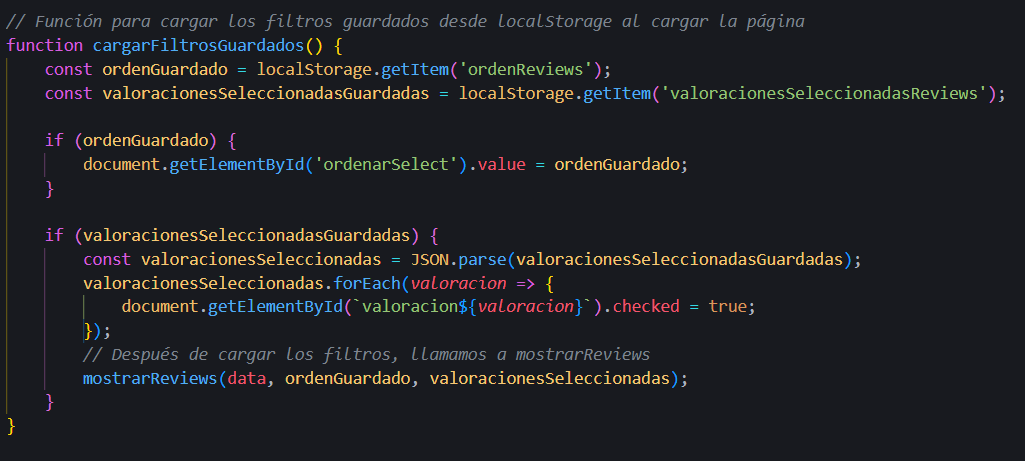 // Función para cargar los filtros guardados desde localStorage al cargar la página
function cargarFiltrosGuardados() {
    const ordenGuardado = localStorage.getItem('ordenReviews');
    const valoracionesSeleccionadasGuardadas = localStorage.getItem('valoracionesSeleccionadasReviews');

    if (ordenGuardado) {
        document.getElementById('ordenarSelect').value = ordenGuardado;
    }

    if (valoracionesSeleccionadasGuardadas) {
        const valoracionesSeleccionadas = JSON.parse(valoracionesSeleccionadasGuardadas);
        valoracionesSeleccionadas.forEach(valoracion => {
            document.getElementById(`valoracion${valoracion}`).checked = true;
        });
        // Después de cargar los filtros, llamamos a mostrarReviews
        mostrarReviews(data, ordenGuardado, valoracionesSeleccionadas);
    }
}